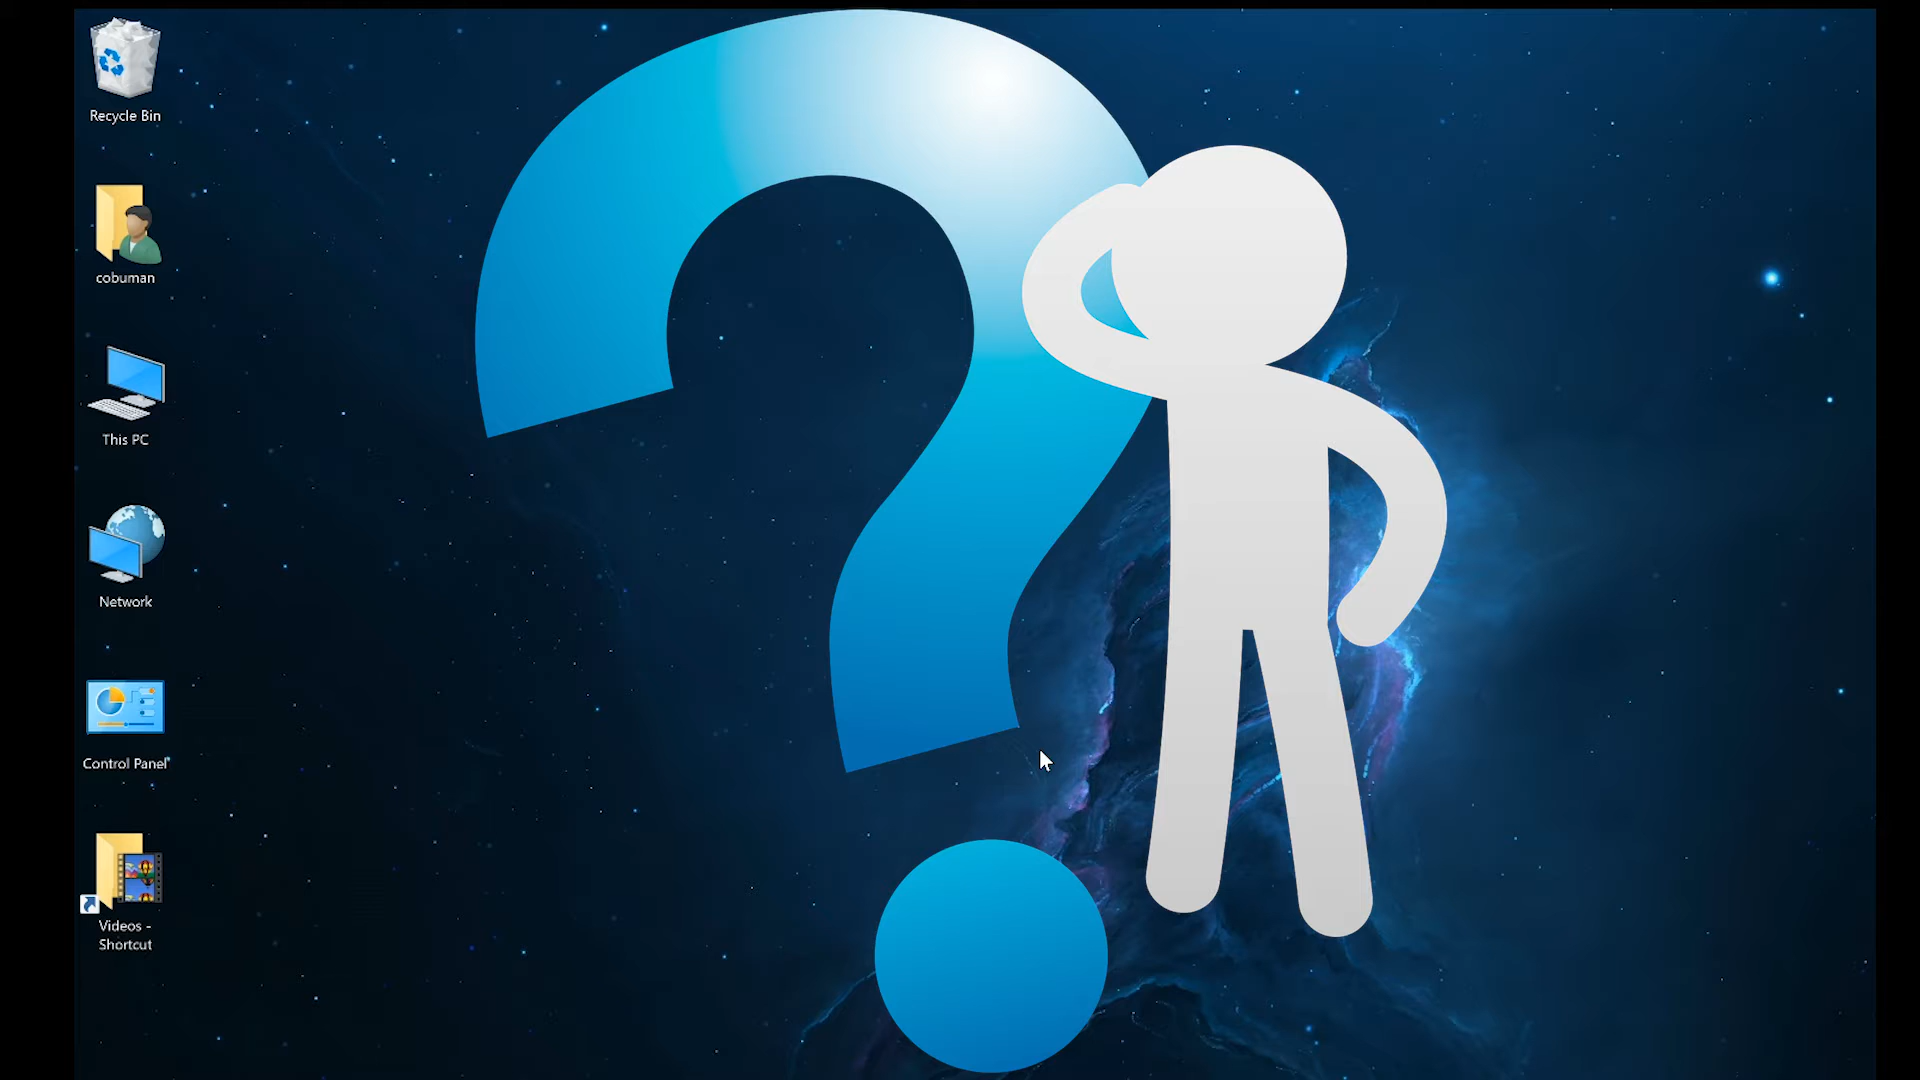 Recycle Bin
cobuman
This PC
Network
Control Panel
Videos -
Shortcut